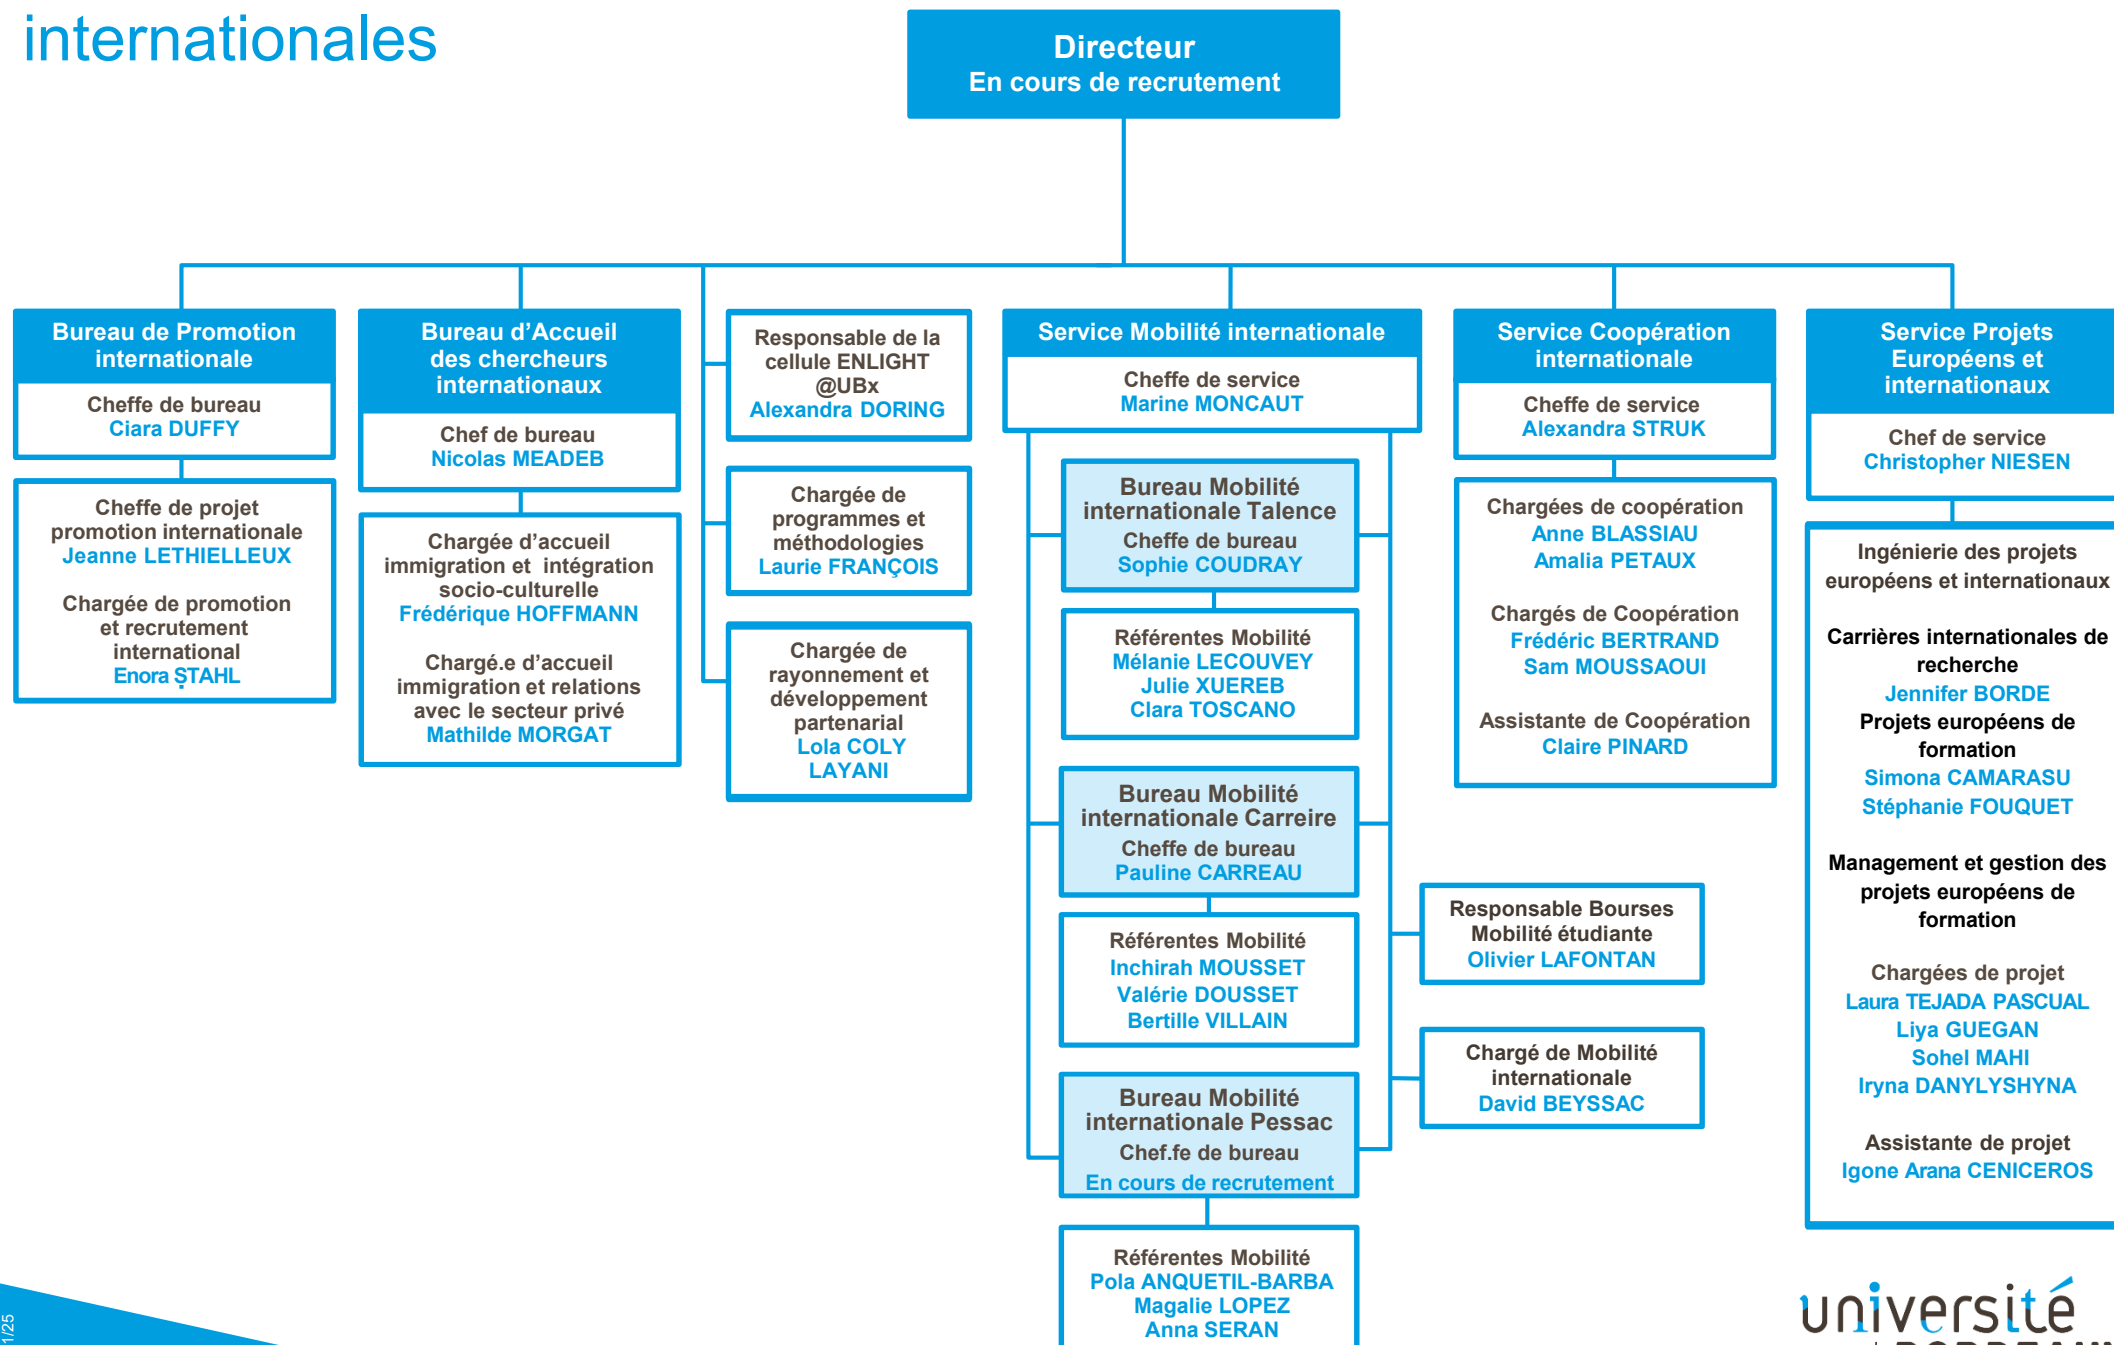 internationales
Directeur
En cours de recrutement
Bureau de Promotion
internationale
Cheffe de bureau
Ciara DUFFY
Cheffe de projet
promotion internationale
Jeanne LETHIELLEUX
Chargée de promotion
et recrutement
international
Enora STAHL
Bureau d’Accueil
des chercheurs
internationaux
Chef de bureau
Nicolas MEADEB
Chargée d’accueil
immigration et intégration
socio-culturelle
Frédérique HOFFMANN
Chargé.e d’accueil
immigration et relations
avec le secteur privé
Mathilde MORGAT
Responsable de la
cellule ENLIGHT
@UBx
Alexandra DORING
Chargée de
programmes et
méthodologies
Laurie FRANÇOIS
Chargée de
rayonnement et
développement
partenarial
Lola COLY
LAYANI
Service Mobilité internationale
Cheffe de service
Marine MONCAUT
Bureau Mobilité
internationale Talence
Cheffe de bureau
Sophie COUDRAY
Référentes Mobilité
Mélanie LECOUVEY
Julie XUEREB
Clara TOSCANO
Bureau Mobilité
internationale Carreire
Cheffe de bureau
Pauline CARREAU
Référentes Mobilité
Inchirah MOUSSET
Valérie DOUSSET
Bertille VILLAIN
Bureau Mobilité
internationale Pessac
Chef.fe de bureau
En cours de recrutement
Référentes Mobilité
Pola ANQUETIL-BARBA
Magalie LOPEZ
Anna SERAN
Responsable Bourses
Mobilité étudiante
Olivier LAFONTAN
Chargé de Mobilité
internationale
David BEYSSAC
Service Coopération
internationale
Cheffe de service
Alexandra STRUK
Chargées de coopération
Anne BLASSIAU
Amalia PETAUX
Chargés de Coopération
Frédéric BERTRAND
Sam MOUSSAOUI
Assistante de Coopération
Claire PINARD
Service Projets
Européens et
internationaux
Chef de service
Christopher NIESEN
Ingénierie des projets
européens et internationaux
Carrières internationales de
recherche
Jennifer BORDE
Projets européens de
formation
Simona CAMARASU
Stéphanie FOUQUET
Management et gestion des
projets européens de
formation
Chargées de projet
Laura TEJADA PASCUAL
Liya GUEGAN
Sohel MAHI
Iryna DANYLYSHYNA
Assistante de projet
Igone Arana CENICEROS
1/25
université